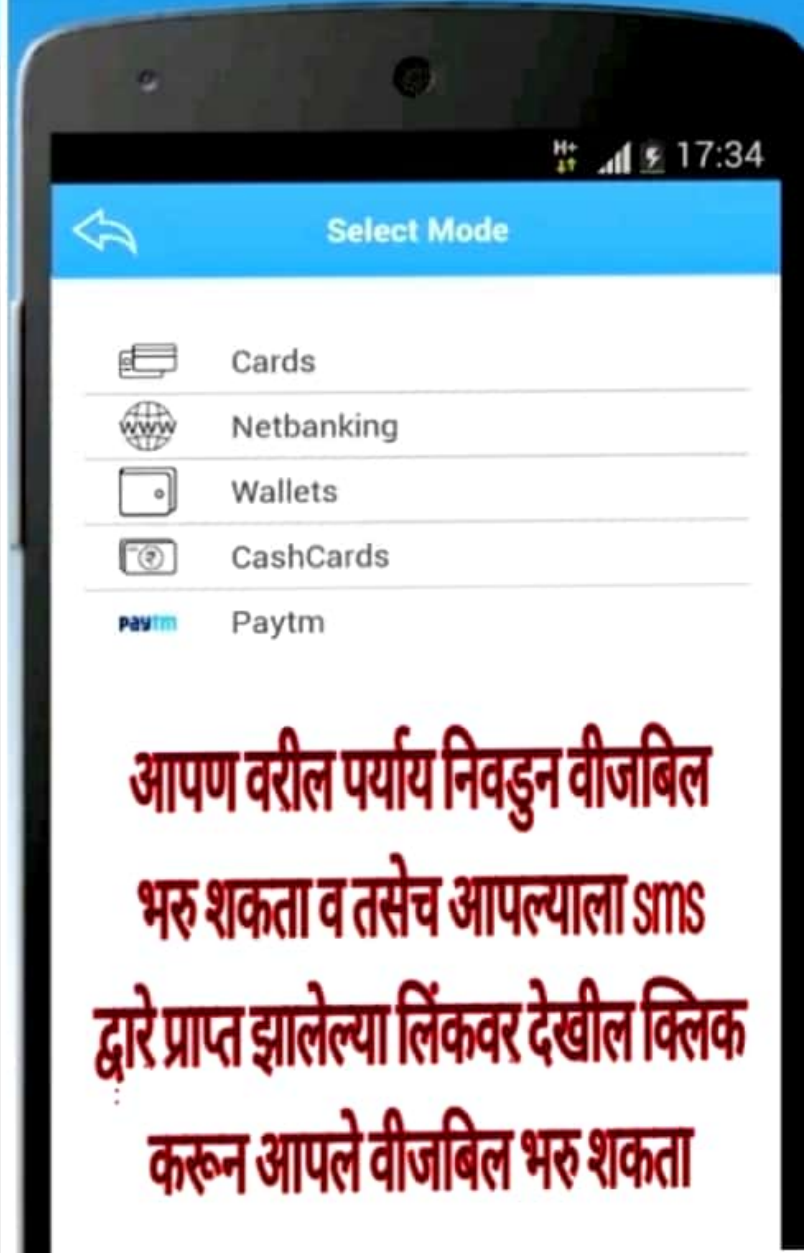 H+
17:34
Select Mode
Cards
www Netbanking
Wallets
₹ CashCards
Paytm Paytm
आपण वरील पर्याय निवडुन वीजबिल
भरु शकता व तसेच आपल्याला sms
द्वारे प्राप्त झालेल्या लिंकवर देखील क्लिक
करून आपले वीजबिल भरु शकता